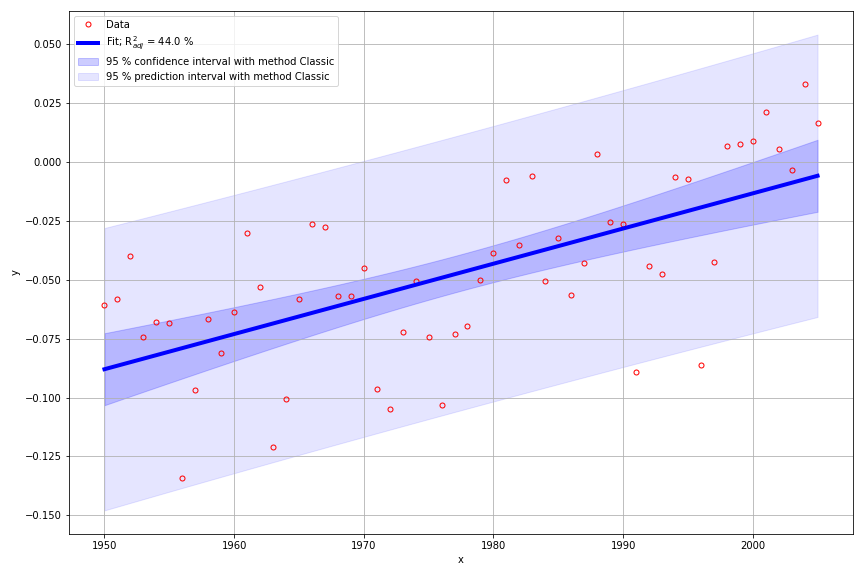 Data
Fit; R²adj = 44.0 %
95 % confidence interval with method Classic
95 % prediction interval with method Classic
0.050
0.025
0.000
−0.025
−0.050
−0.075
−0.100
−0.125
−0.150
y
1950 1960 1970 1980 1990 2000
x